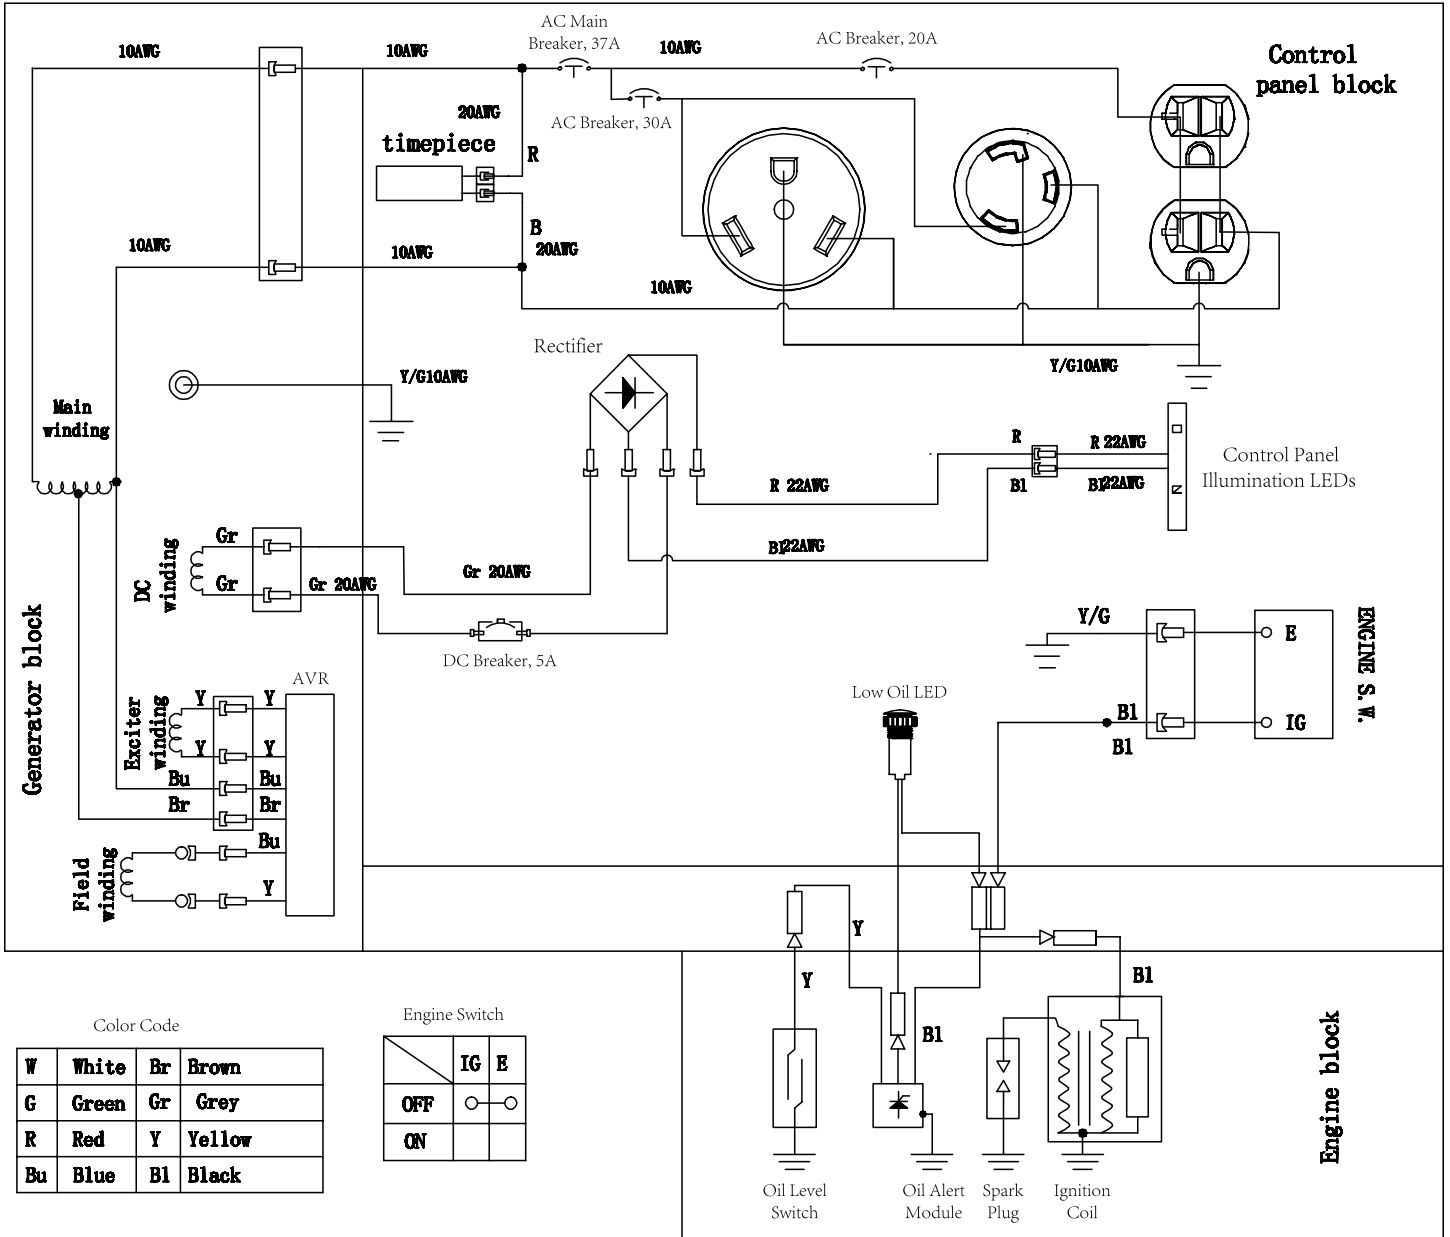 AC Main
Breaker, 37A
AC Breaker, 20A
10AWG
10AWG
10AWG
Control
panel block
20AWG
AC Breaker, 30A
timepiece
R
B
20AWG
10AWG
10AWG
10AWG
Rectifier
Y/G10AWG
Y/G10AWG
Main
winding
R
R 22AWG
Control Panel
Illumination LEDs
R 22AWG
Bl
Bl22AWG
Bl22AWG
DC
winding
Gr
Gr
Gr 20AWG
Gr 20AWG
DC Breaker, 5A
Generator block
Y/G
E
ENGINE S.W.
IG
Bl
Bl
Low Oil LED
AVR
Exciter
winding
Y
Y
Y
Y
Bu
Bu
Br
Br
Bu
Field
winding
Y
Y
Y
Bl
Bl
Engine block
Color Code
W White Br Brown
G Green Gr Grey
R Red Y Yellow
Bu Blue Bl Black
Engine Switch
IG E
OFF
ON
Oil Level
Switch
Oil Alert
Module
Spark
Plug
Ignition
Coil